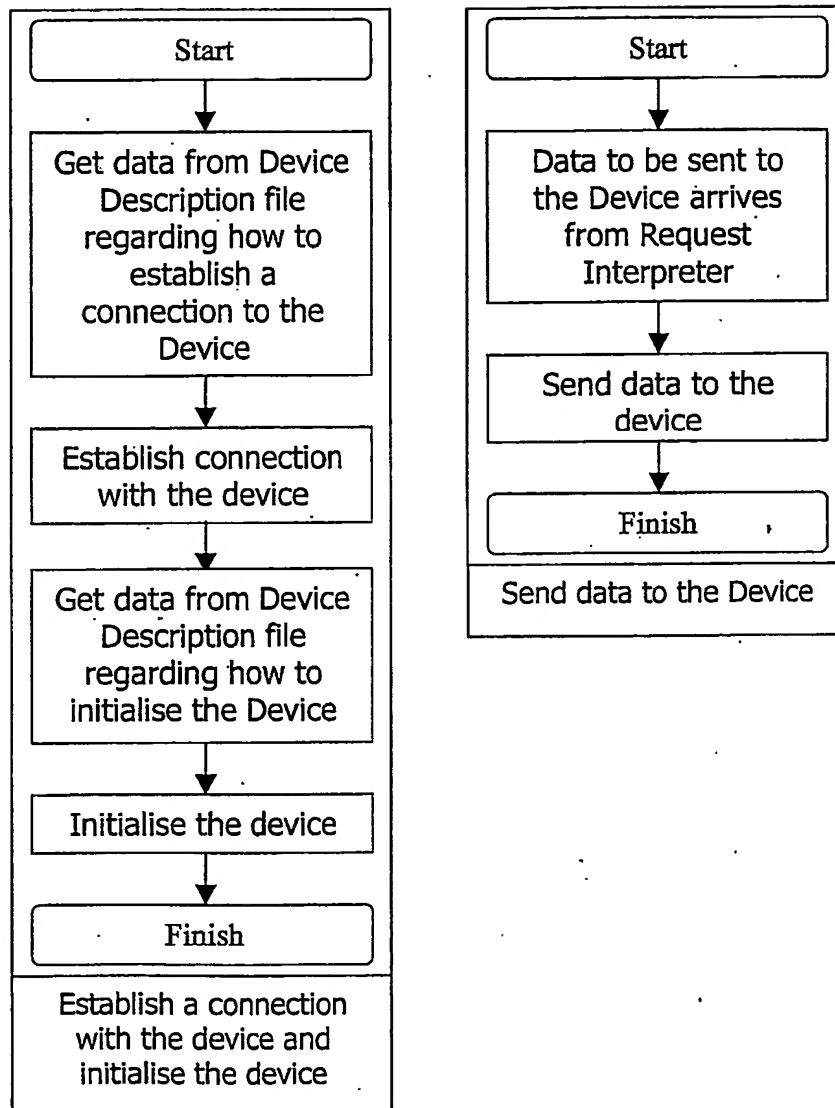 Start
Get data from Device
Description file
regarding how to
establish a
connection to the
Device
Establish connection
with the device
Get data from Device
Description file
regarding how to
initialise the Device
Initialise the device
Finish
Establish a connection
with the device and
initialise the device
Start
Data to be sent to
the Device arrives
from Request
Interpreter
Send data to the
device
Finish
Send data to the Device